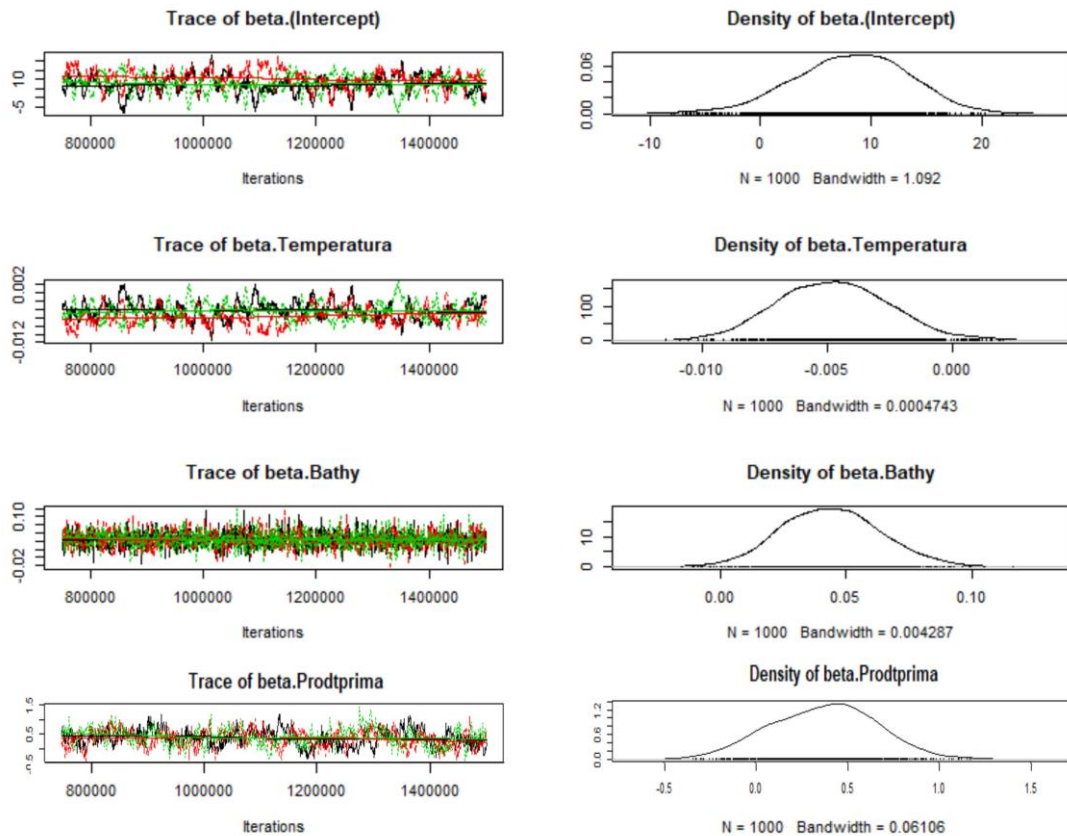 Trace of beta.(Intercept)
10
-5
800000 1000000 1200000 1400000
Iterations
Density of beta.(Intercept)
0.06
0.00
-10 0 10 20
N = 1000 Bandwidth = 1.092
Trace of beta.Temperatura
0.002
-0.012
800000 1000000 1200000 1400000
Iterations
Density of beta.Temperatura
100
0
-0.010 -0.005 0.000
N = 1000 Bandwidth = 0.0004743
Trace of beta.Bathy
0.10
-0.02
800000 1000000 1200000 1400000
Iterations
Density of beta.Bathy
10
0
0.00 0.05 0.10
N = 1000 Bandwidth = 0.004287
Trace of beta.Prodtprima
1.5
0.5
-0.5
800000 1000000 1200000 1400000
Iterations
Density of beta.Prodtprima
1.2
0.6
0.0
-0.5 0.0 0.5 1.0 1.5
N = 1000 Bandwidth = 0.06106